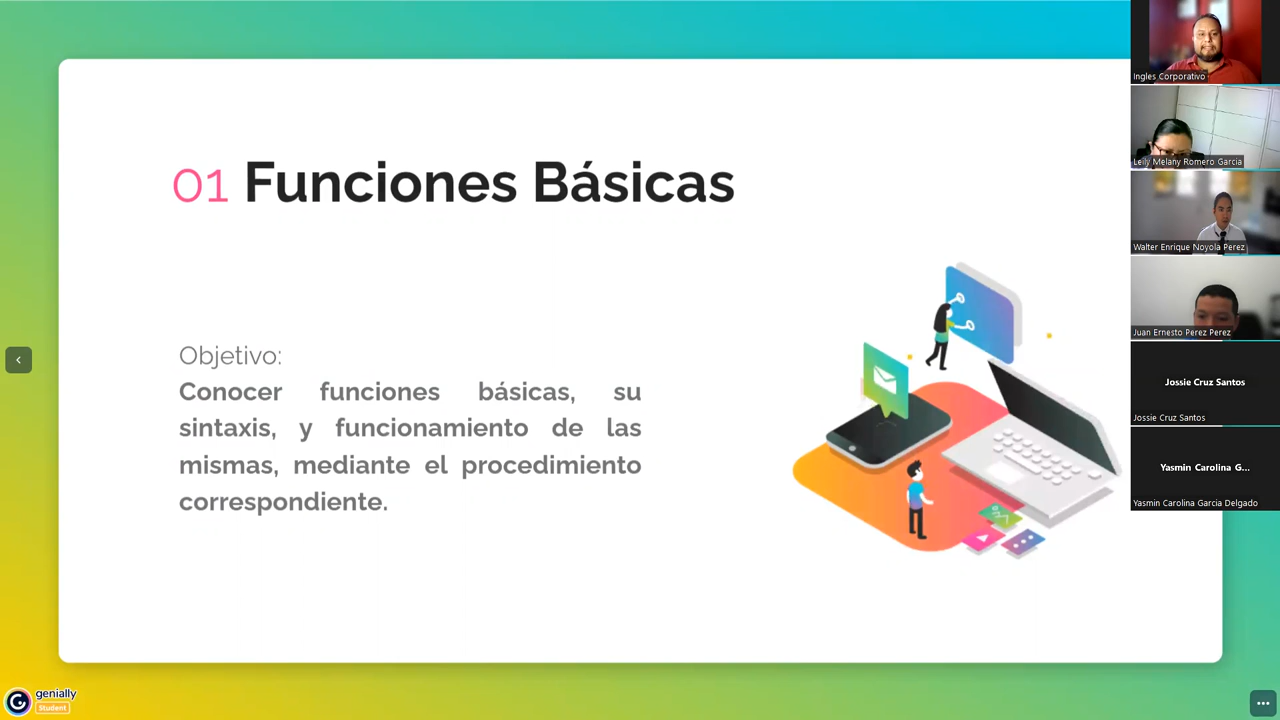 01 Funciones Básicas
Objetivo:
Conocer funciones básicas, su
sintaxis, y funcionamiento de las
mismas, mediante el procedimiento
correspondiente.
Ingles Corporativo
Leily Melany Romero Garcia
Walter Enrique Noyola Perez
Juan Ernesto Perez Perez
Jossie Cruz Santos
Jossie Cruz Santos
Yasmin Carolina G...
Yasmin Carolina Garcia Delgado
genially
Student